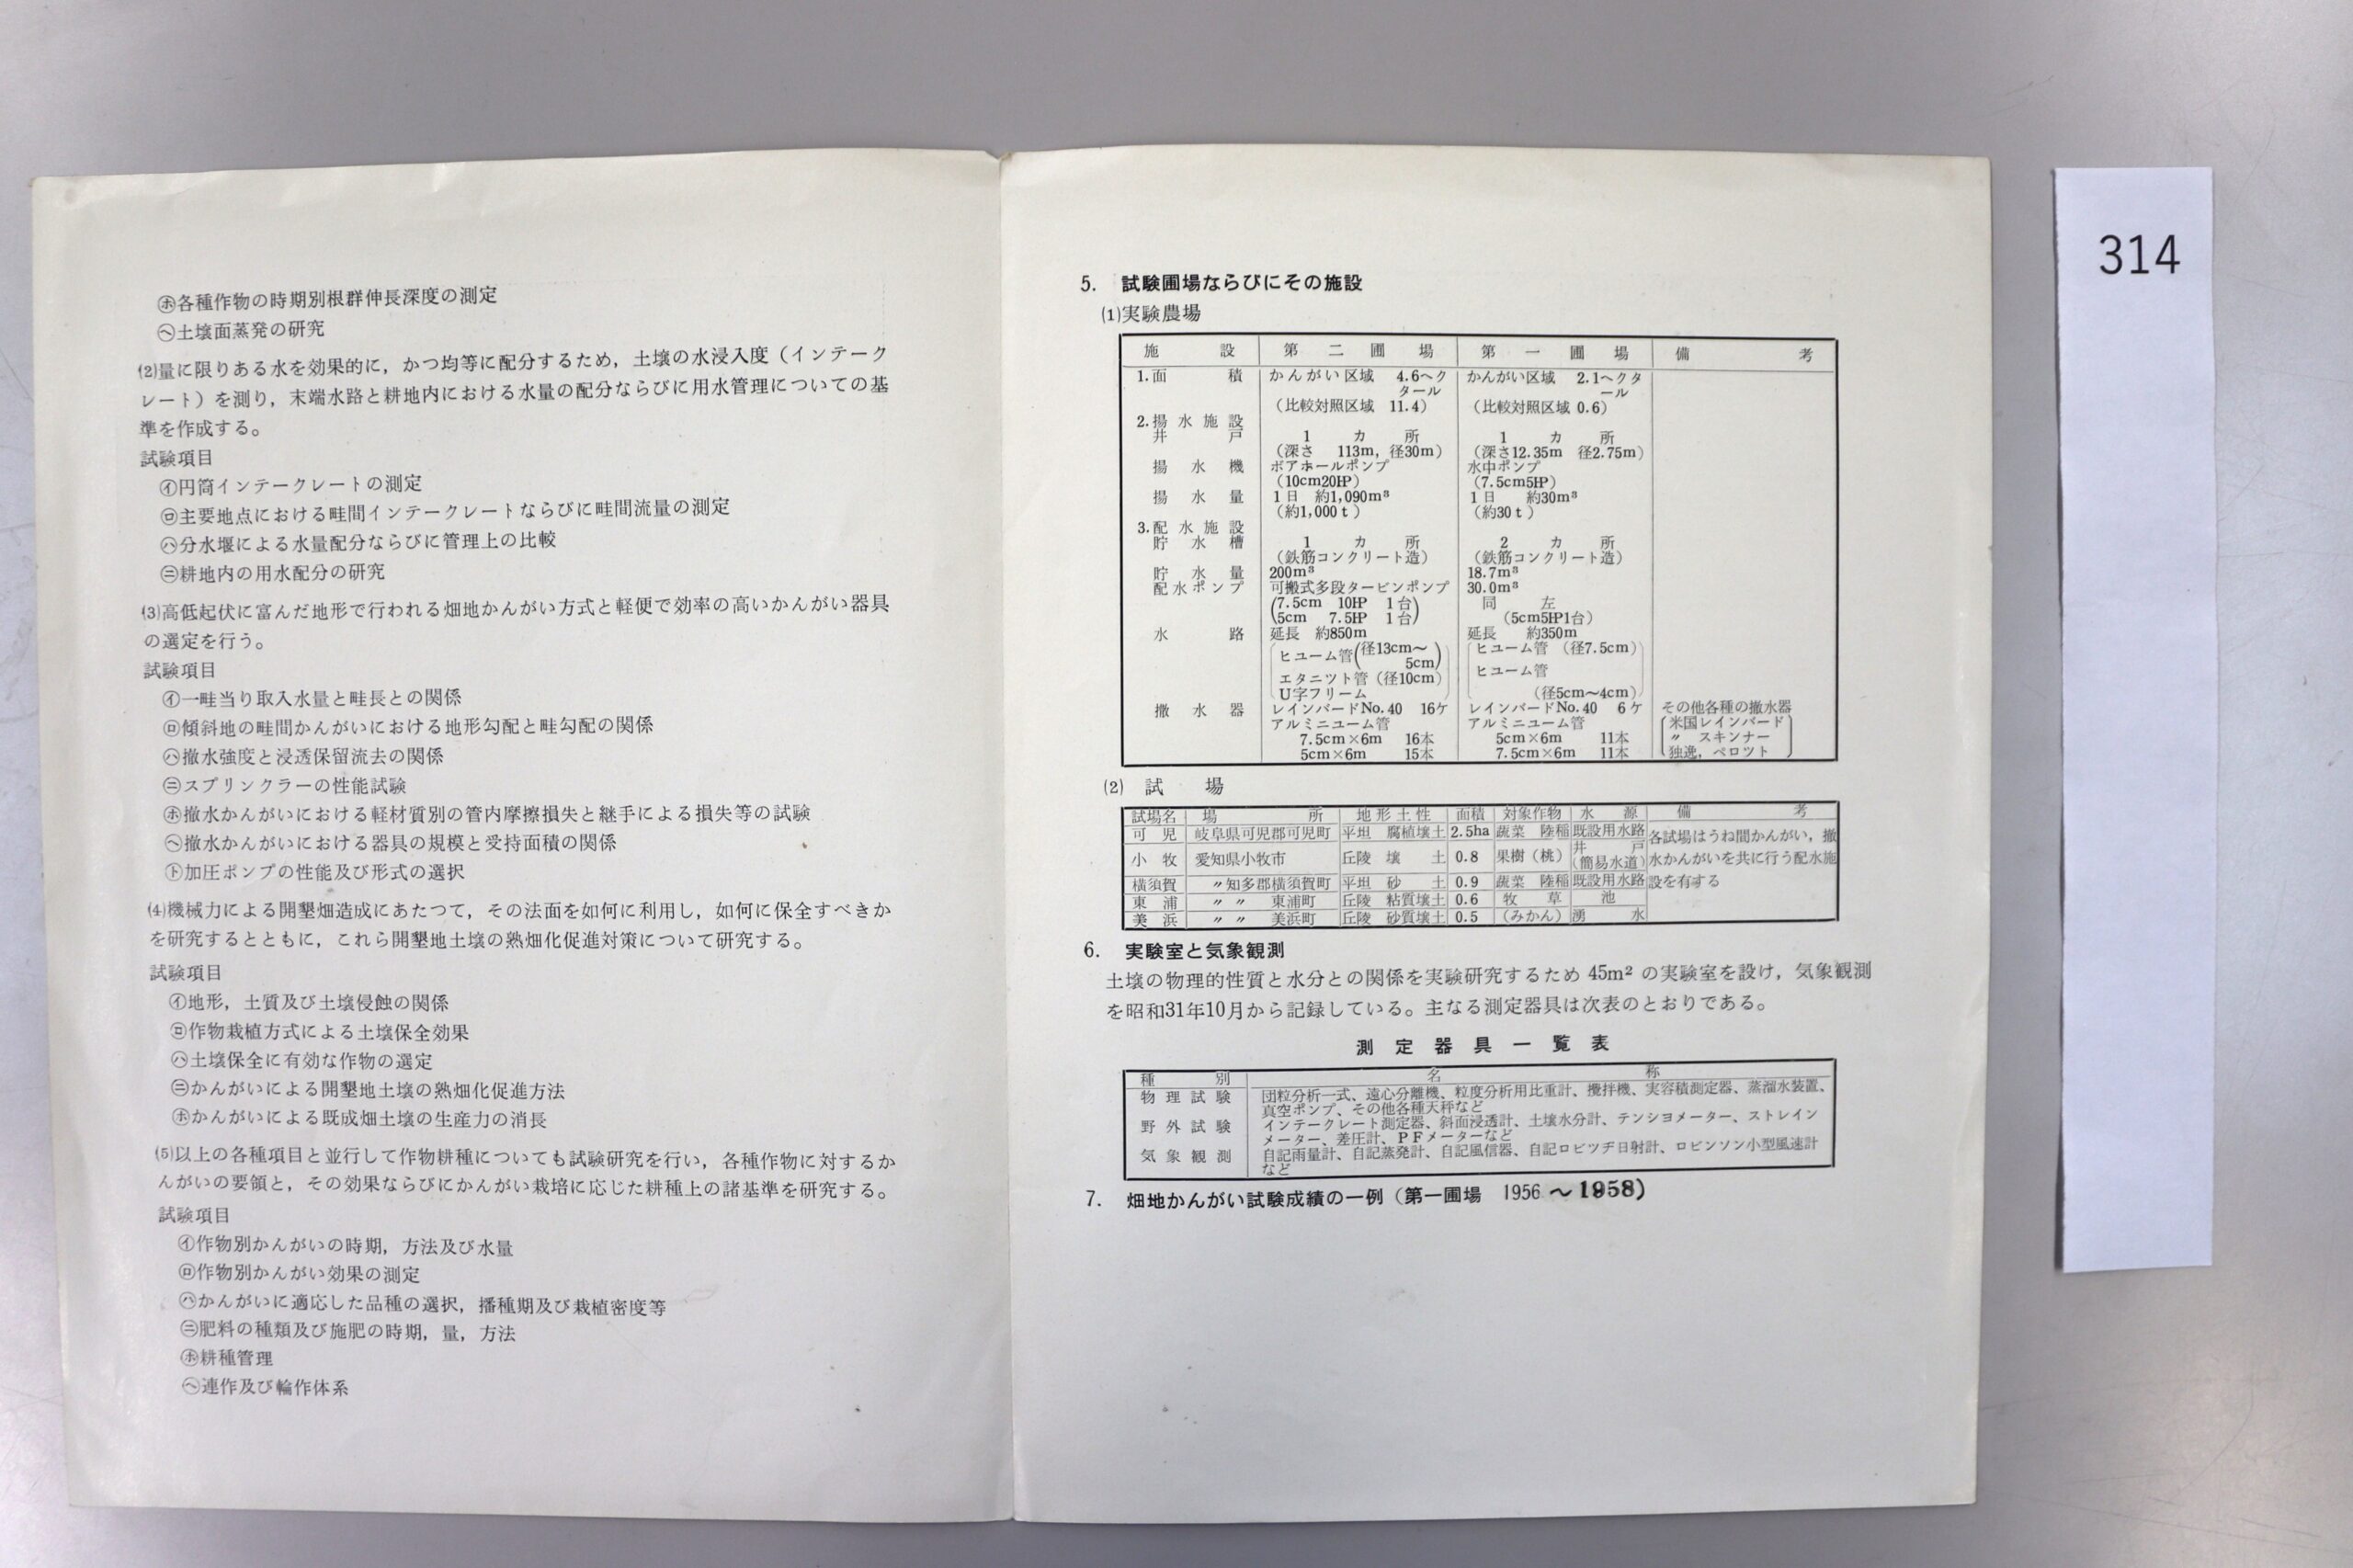 ㋭各種作物の時期別根群伸長深度の測定
㋬土壌面蒸発の研究
⑵量に限りある水を効果的に，かつ均等に配分するため，土壌の水浸入度（インテーク
レート）を測り，末端水路と耕地内における水量の配分ならびに用水管理についての基
準を作成する。
試験項目
㋑円筒インテークレートの測定
㋺主要地点における畦間インテークレートならびに畦間流量の測定
㋩分水堰による水量配分ならびに管理上の比較
㋥耕地内の用水配分の研究
⑶高低起伏に富んだ地形で行われる畑地かんがい方式と軽便で効率の高いかんがい器具
の選定を行う。
試験項目
㋑一畦当り取入水量と畦長との関係
㋺傾斜地の畦間かんがいにおける地形勾配と畦勾配の関係
㋩撒水強度と浸透保留流去の関係
㋥スプリンクラーの性能試験
㋭撒水かんがいにおける軽材質別の管内摩擦損失と継手による損失等の試験
㋬撒水かんがいにおける器具の規模と受持面積の関係
㋣加圧ポンプの性能及び形式の選択
⑷機械力による開墾畑造成にあたつて，その法面を如何に利用し，如何に保全すべきか
を研究するとともに，これら開墾地土壌の熟畑化促進対策について研究する。
試験項目
㋑地形，土質及び土壌侵蝕の関係
㋺作物栽植方式による土壌保全効果
㋩土壌保全に有効な作物の選定
㋥かんがいによる開墾地土壌の熟畑化促進方法
㋭かんがいによる既成畑土壌の生産力の消長
⑸以上の各種項目と並行して作物耕種についても試験研究を行い，各種作物に対するか
んがいの要領と，その効果ならびにかんがい栽培に応じた耕種上の諸基準を研究する。
試験項目
㋑作物別かんがいの時期，方法及び水量
㋺作物別かんがい効果の測定
㋩かんがいに適応した品種の選択，播種期及び栽植密度等
㋥肥料の種類及び施肥の時期，量，方法
㋭耕種管理
㋬連作及び輪作体系
5. 試験圃場ならびにその施設
⑴実験農場
施 設 第 二 圃 場 第 一 圃 場 備 考
1.面 積 かんがい区域 4.6ヘク かんがい区域 2.1ヘクタ
タール ール
（比較対照区域 11.4） （比較対照区域 0.6）
2.揚水施設
井 戸 1 カ 所 1 カ 所
（深さ 113m，径30m） （深さ12.35m 径2.75m）
揚 水 機 ボアホールポンプ 水中ポンプ
（10cm20HP） （7.5cm5HP）
揚 水 量 1日 約1,090m³ 1日 約30m³
（約1,000t） （約30t）
3.配水施設
貯 水 槽 1 カ 所 2 カ 所
（鉄筋コンクリート造） （鉄筋コンクリート造）
貯 水 量 200m³ 18.7m³
配水ポンプ 可搬式多段タービンポンプ 30.0m³
（7.5cm 10HP 1台） 同 左
（5cm 7.5HP 1台） （5cm5HP1台）
水 路 延長 約850m 延長 約350m
ヒユーム管（径13cm～ ヒユーム管 （径7.5cm）
5cm） ヒユーム管
エタニツト管（径10cm）
U字フリーム （径5cm～4cm）
撒 水 器 レインバードNo.40 16ケ レインバードNo.40 6ケ その他各種の撒水器
アルミニューム管 アルミニューム管 （米国レインバード
7.5cm×6m 16本 5cm×6m 11本 〃 スキンナー
5cm×6m 15本 7.5cm×6m 11本 独逸，ペロツト）
⑵ 試 場
試場名 場 所 地形土性 面積 対象作物 水 源 備 考
可 児 岐阜県可児郡可児町 平坦 腐植壌土 2.5ha 蔬菜 陸稲 既設用水路 各試場はうね間かんがい，撒
小 牧 愛知県小牧市 丘陵 壌 土 0.8 果樹（桃） 井 戸（簡易水道） 水かんがいを共に行う配水施
横須賀 〃知多郡横須賀町 平坦 砂 土 0.9 蔬菜 陸稲 既設用水路 設を有する
東 浦 〃〃 東浦町 丘陵 粘質壌土 0.6 牧 草 池
美 浜 〃〃 美浜町 丘陵 砂質壌土 0.5 （みかん） 湧 水
6. 実験室と気象観測
土壌の物理的性質と水分との関係を実験研究するため 45m² の実験室を設け，気象観測
を昭和31年10月から記録している。主なる測定器具は次表のとおりである。
測定器具一覧表
種 別 名 称
物理試験 団粒分析一式、遠心分離機、粒度分析用比重計、攪拌機、実容積測定器、蒸溜水装置、
真空ポンプ、その他各種天秤など
野外試験 インテークレート測定器、斜面浸透計、土壌水分計、テンシヨメーター、ストレイン
メーター、差圧計、PFメーターなど
気象観測 自記雨量計、自記蒸発計、自記風信器、自記ロビツヂ日射計、ロビンソン小型風速計
など
7. 畑地かんがい試験成績の一例（第一圃場 1956 ～1958）
314